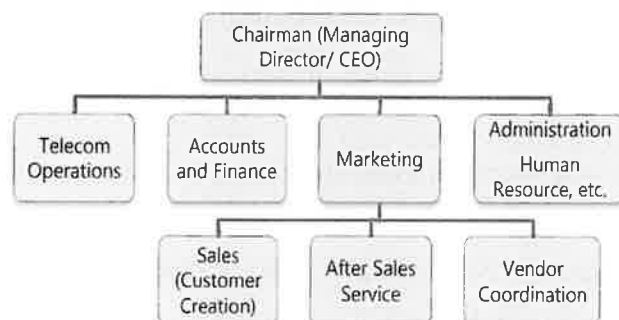 Chairman (Managing
Director/ CEO)
Telecom
Operations
Accounts
and Finance
Marketing
Administration
Human
Resource, etc.
Sales
(Customer
Creation)
After Sales
Service
Vendor
Coordination